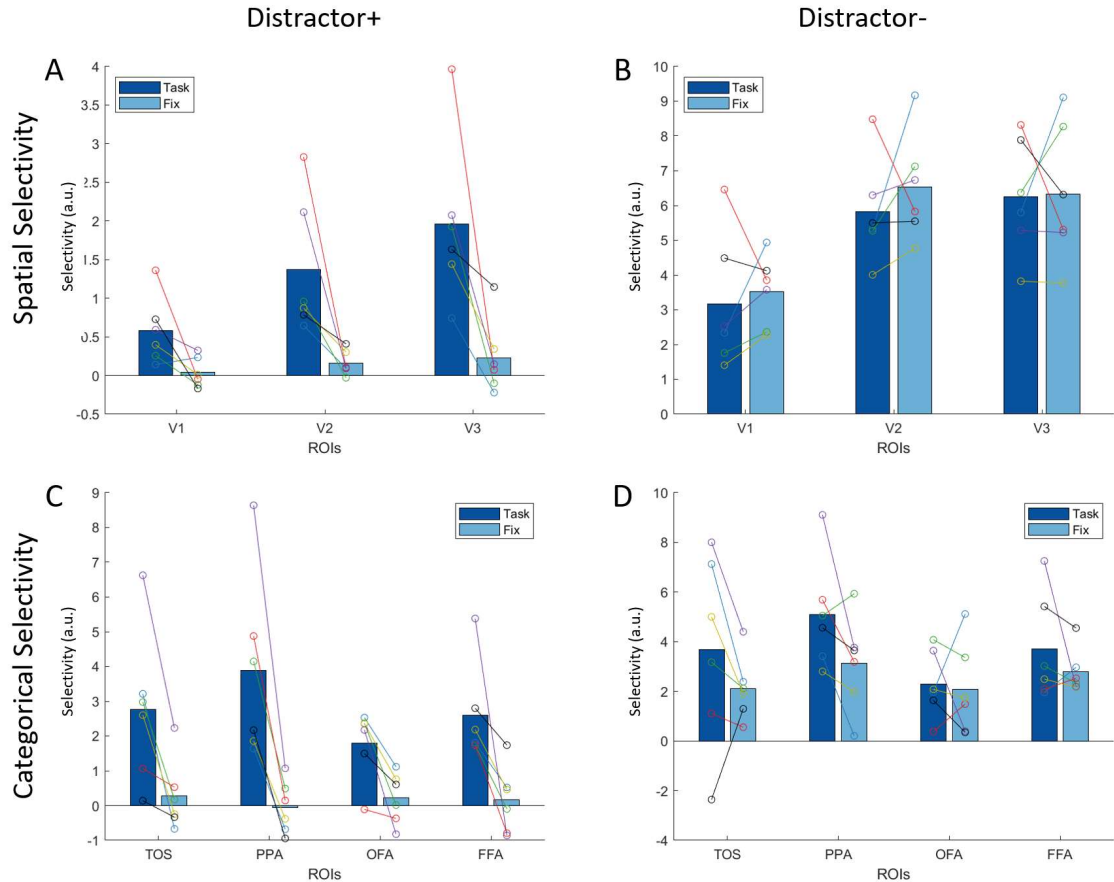 Distractor+
Distractor-
Spatial Selectivity
Categorical Selectivity
A
Selectivity (a.u.)
4
3.5
3
2.5
2
1.5
1
0.5
0
-0.5
Task
Fix
V1
V2
V3
ROIs
B
Selectivity (a.u.)
10
9
8
7
6
5
4
3
2
1
0
Task
Fix
V1
V2
V3
ROIs
C
Selectivity (a.u.)
9
8
7
6
5
4
3
2
1
0
-1
Task
Fix
TOS
PPA
OFA
FFA
ROIs
D
Selectivity (a.u.)
10
8
6
4
2
0
-2
-4
Task
Fix
TOS
PPA
OFA
FFA
ROIs